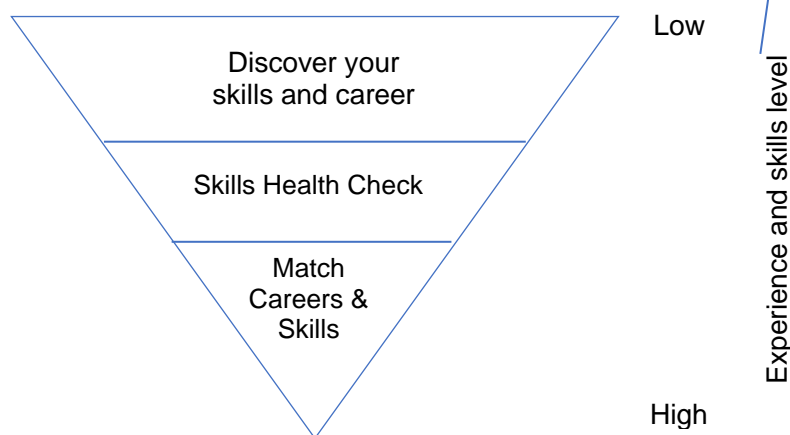 Low
Discover your
skills and career
Skills Health Check
Match
Careers &
Skills
High
Experience and skills level